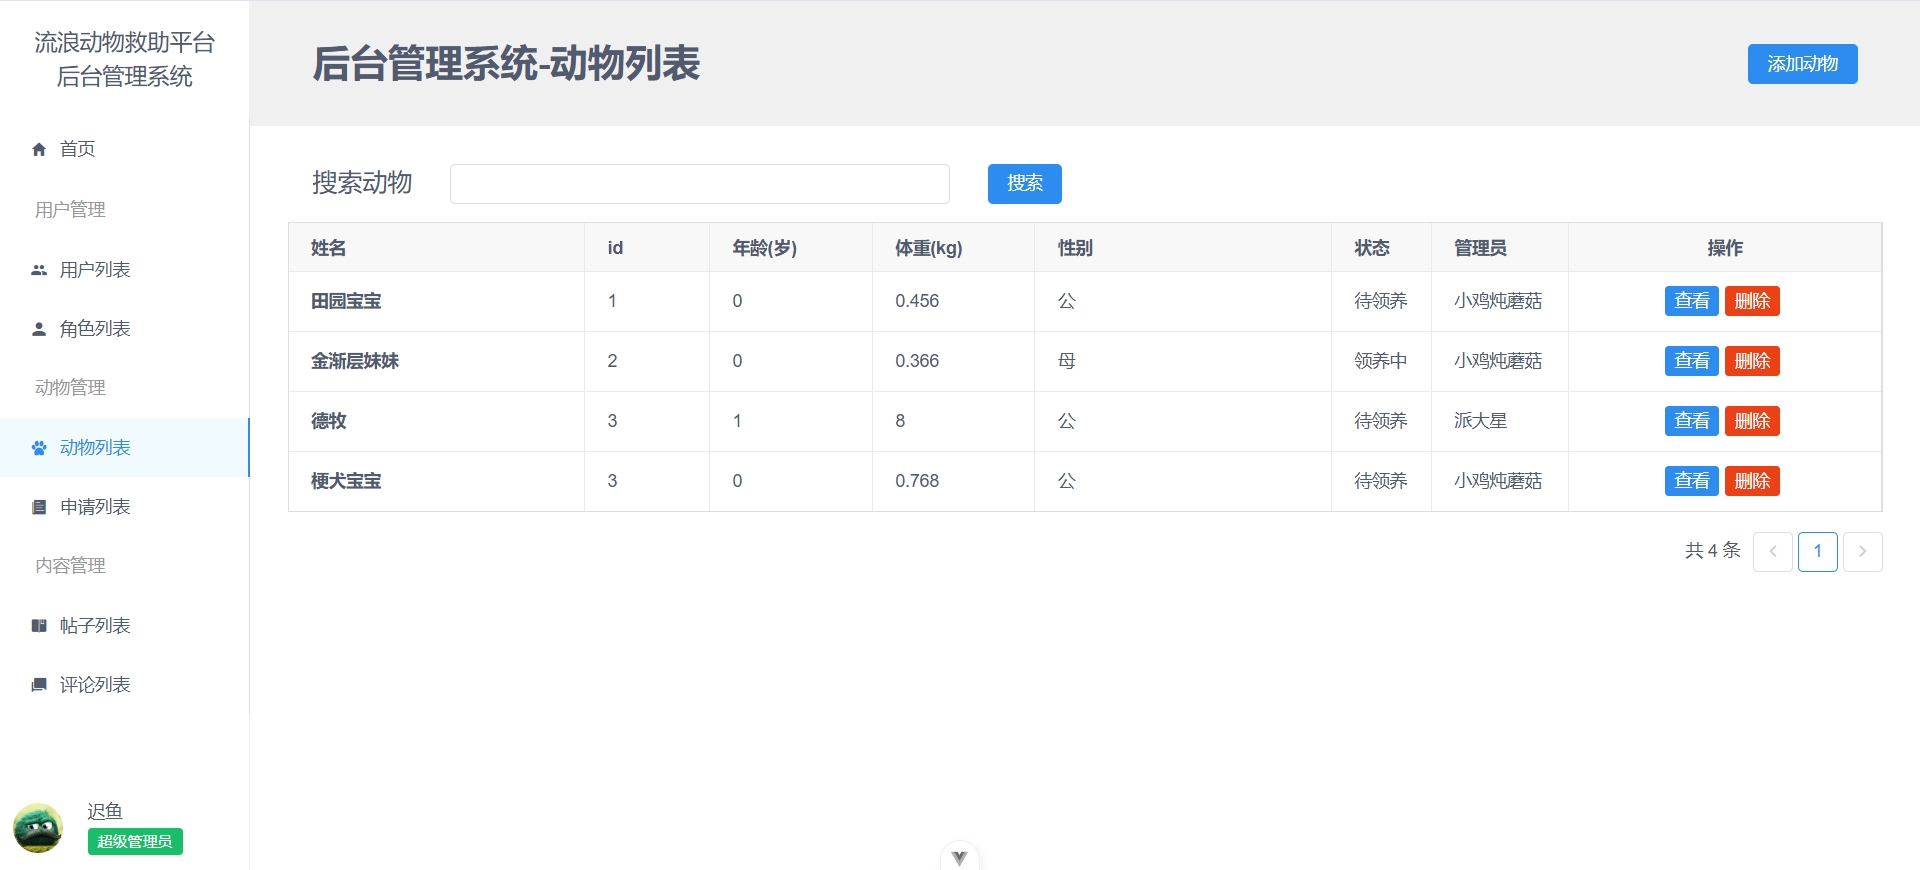 流浪动物救助平台
后台管理系统
首页
用户管理
用户列表
角色列表
动物管理
动物列表
申请列表
内容管理
帖子列表
评论列表
迟鱼
超级管理员
后台管理系统-动物列表
添加动物
搜索动物
搜索
姓名 id 年龄(岁) 体重(kg) 性别 状态 管理员 操作
田园宝宝 1 0 0.456 公 待领养 小鸡炖蘑菇 查看 删除
金渐层妹妹 2 0 0.366 母 领养中 小鸡炖蘑菇 查看 删除
德牧 3 1 8 公 待领养 派大星 查看 删除
梗犬宝宝 3 0 0.768 公 待领养 小鸡炖蘑菇 查看 删除
共 4 条 1